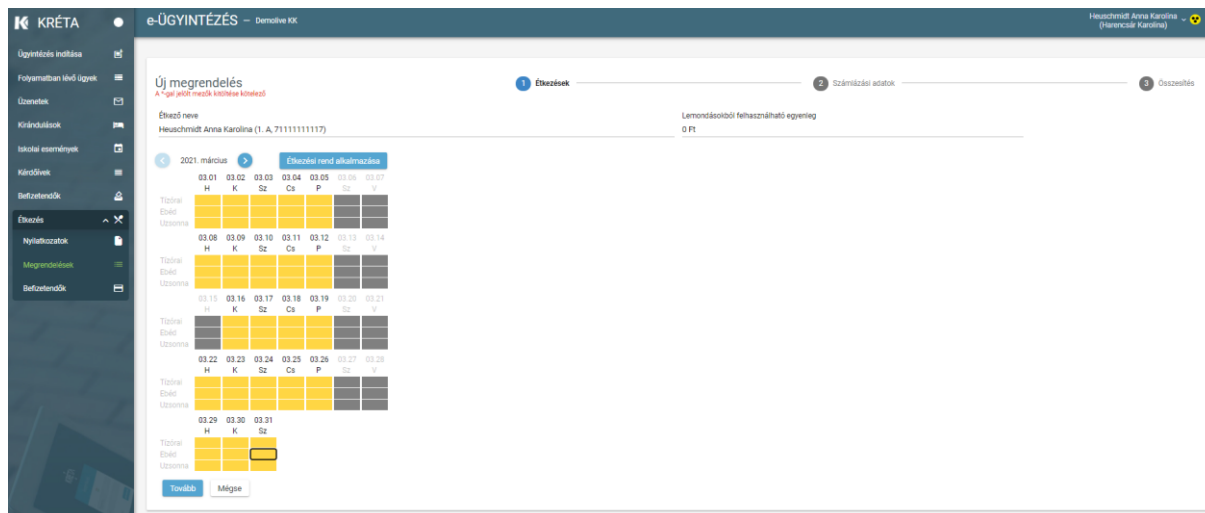 KRÉTA
e-ÜGYINTÉZÉS – Demolive KK
Heuschmidt Anna Karolina
(Harencsár Karolina)
Ügyintézés indítása
Folyamatban lévő ügyek
Üzenetek
Kirándulások
Iskolai események
Kérdőívek
Befizetendők
Étkezés
Nyilatkozatok
Megrendelések
Befizetendők
Új megrendelés
A *-gal jelölt mezők kitöltése kötelező
1 Étkezések
2 Számlázási adatok
3 Összesítés
Étkező neve
Heuschmidt Anna Karolina (1. A, 71111111117)
Lemondásokból felhasználható egyenleg
0 Ft
2021. március
Étkezési rend alkalmazása
03.01 03.02 03.03 03.04 03.05 03.06 03.07
H K Sz Cs P Sz V
Tízórai
Ebéd
Uzsonna
03.08 03.09 03.10 03.11 03.12 03.13 03.14
H K Sz Cs P Sz V
Tízórai
Ebéd
Uzsonna
03.15 03.16 03.17 03.18 03.19 03.20 03.21
H K Sz Cs P Sz V
Tízórai
Ebéd
Uzsonna
03.22 03.23 03.24 03.25 03.26 03.27 03.28
H K Sz Cs P Sz V
Tízórai
Ebéd
Uzsonna
03.29 03.30 03.31
H K Sz
Tízórai
Ebéd
Uzsonna
Tovább
Mégse